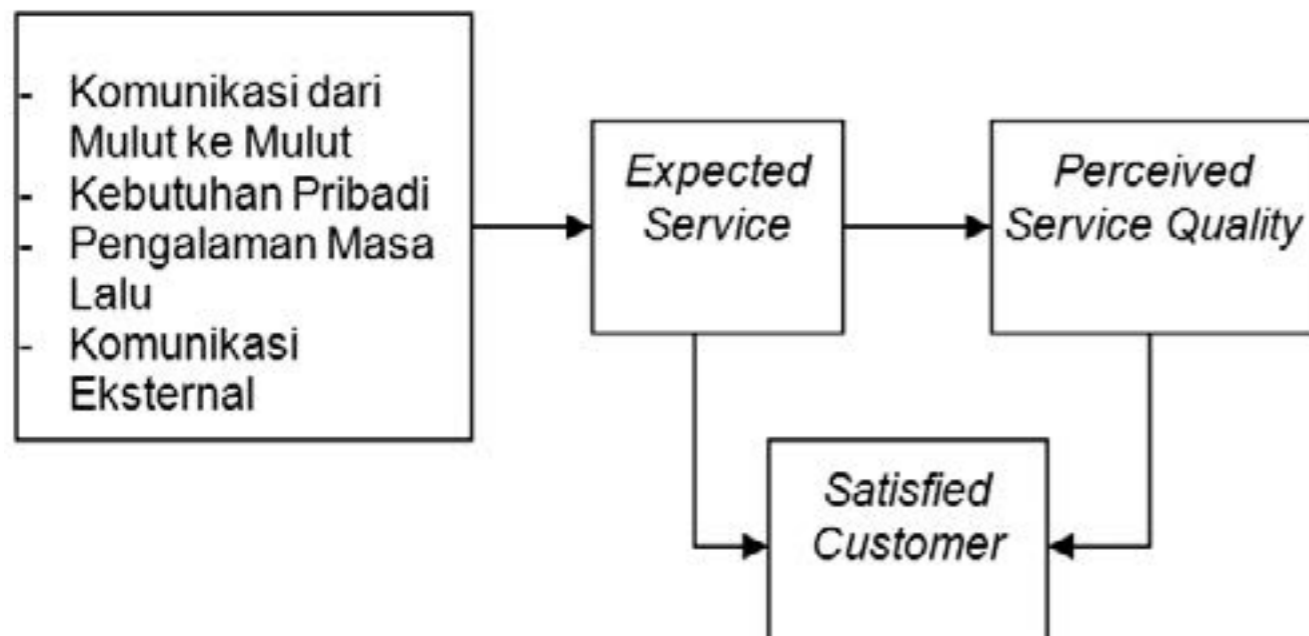 - Komunikasi dari
Mulut ke Mulut
- Kebutuhan Pribadi
- Pengalaman Masa
Lalu
- Komunikasi
Eksternal
Expected
Service
Perceived
Service Quality
Satisfied
Customer